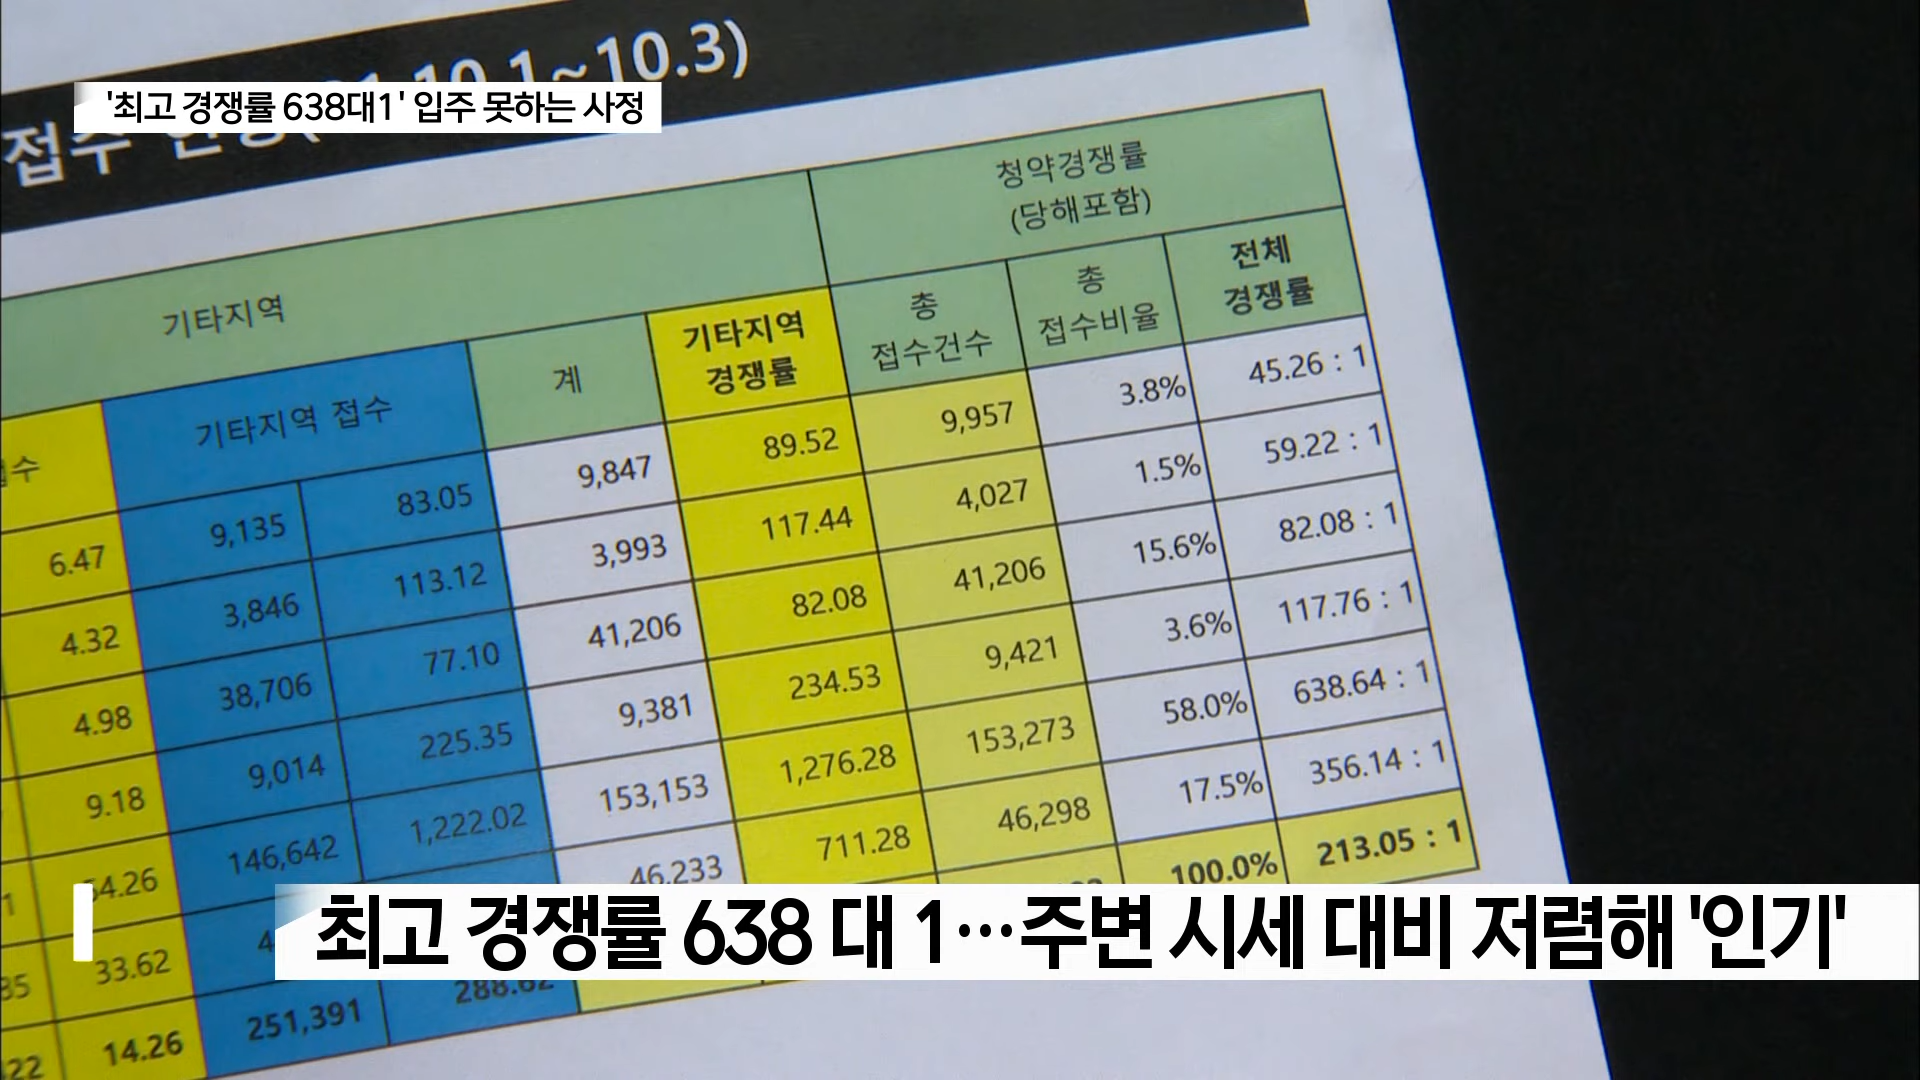 10.1~10.3)
'최고 경쟁률 638대1' 입주 못하는 사정
접수
청약경쟁률
(당해포함)
기타지역
기타지역 접수
계
기타지역
경쟁률
총
접수건수
총
접수비율
전체
경쟁률
6.47 9,135 83.05 9,847 89.52 9,957 3.8% 45.26 : 1
4.32 3,846 113.12 3,993 117.44 4,027 1.5% 59.22 : 1
4.98 38,706 77.10 41,206 82.08 41,206 15.6% 82.08 : 1
9.18 9,014 225.35 9,381 234.53 9,421 3.6% 117.76 : 1
54.26 146,642 1,222.02 153,153 1,276.28 153,273 58.0% 638.64 : 1
33.62 46,233 711.28 46,298 17.5% 356.14 : 1
14.26 251,391 288.62 100.0% 213.05 : 1
최고 경쟁률 638 대 1…주변 시세 대비 저렴해 '인기'